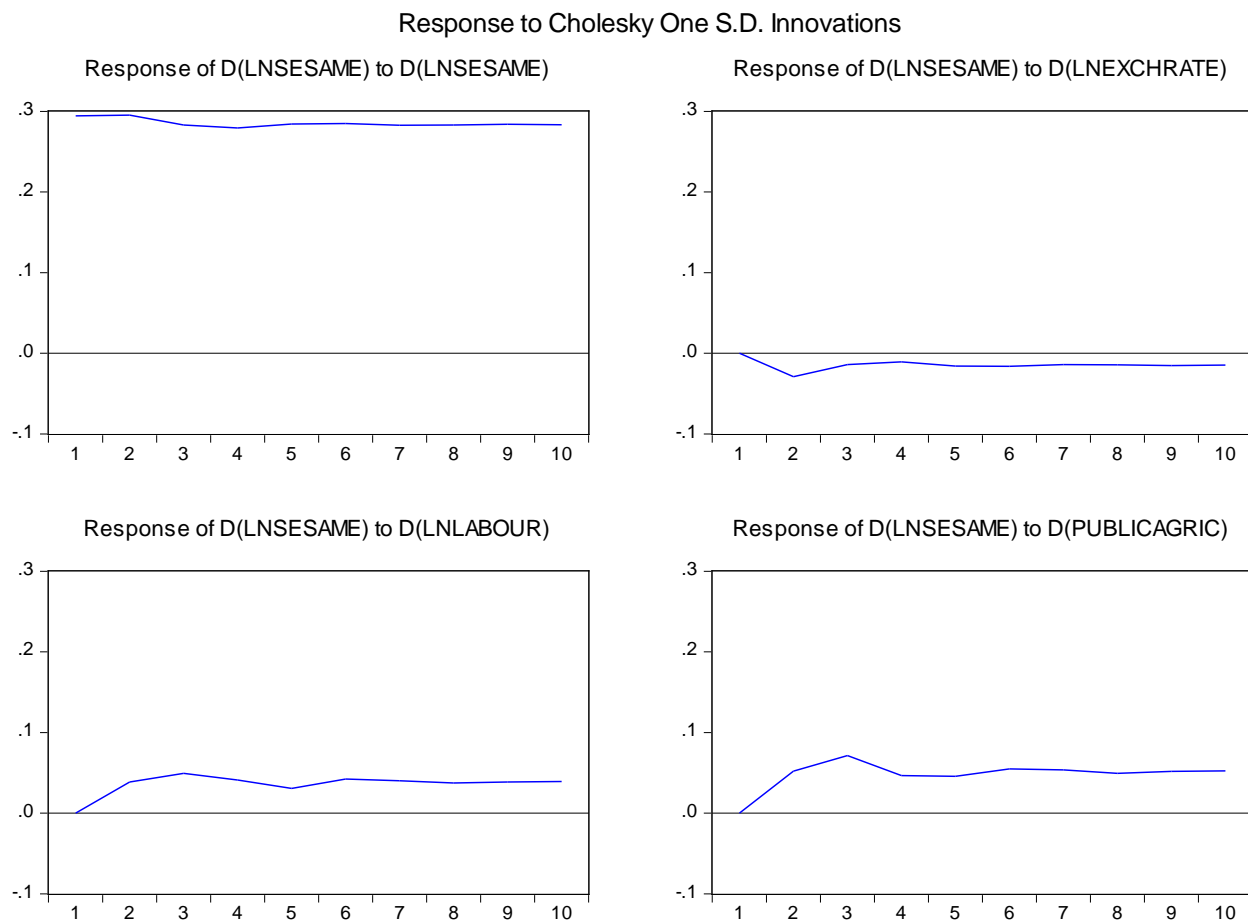 Response to Cholesky One S.D. Innovations
Response of D(LNSESAME) to D(LNSESAME)
.3
.2
.1
.0
-.1
1 2 3 4 5 6 7 8 9 10
Response of D(LNSESAME) to D(LNEXCHRATE)
.3
.2
.1
.0
-.1
1 2 3 4 5 6 7 8 9 10
Response of D(LNSESAME) to D(LNLABOUR)
.3
.2
.1
.0
-.1
1 2 3 4 5 6 7 8 9 10
Response of D(LNSESAME) to D(PUBLICAGRIC)
.3
.2
.1
.0
-.1
1 2 3 4 5 6 7 8 9 10